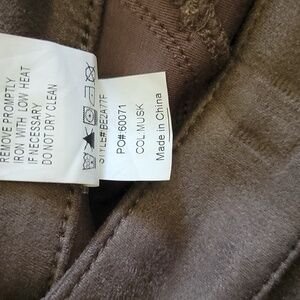 REMOVE PROMPTLY
IRON WITH LOW HEAT
IF NECESSARY
DO NOT DRY CLEAN
STYLE#:BE2A77F
PO#:60071
COL:MUSK
Made in China